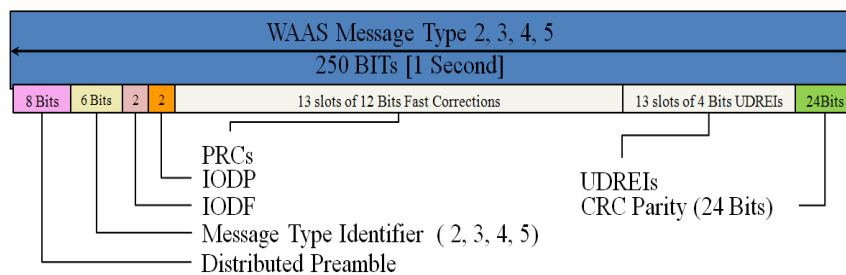 WAAS Message Type 2, 3, 4, 5
250 BITs [1 Second]
8 Bits 6 Bits 2 2 13 slots of 12 Bits Fast Corrections 13 slots of 4 Bits UDREIs 24Bits
PRCs
IODP
IODF
Message Type Identifier ( 2, 3, 4, 5)
Distributed Preamble
UDREIs
CRC Parity (24 Bits)